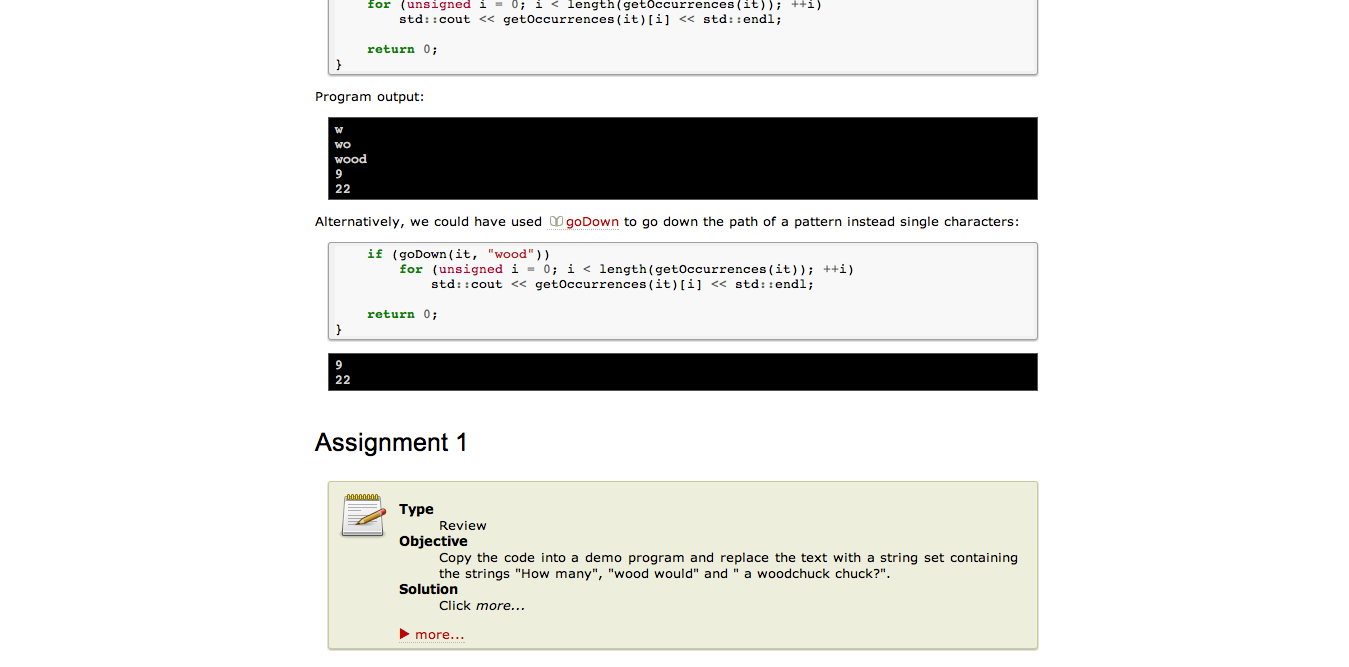 for (unsigned i = 0; i < length(getOccurrences(it)); ++i)
std::cout << getOccurrences(it)[i] << std::endl;
return 0;
}
Program output:
w
wo
wood
9
22
Alternatively, we could have used goDown to go down the path of a pattern instead single characters:
if (goDown(it, "wood"))
for (unsigned i = 0; i < length(getOccurrences(it)); ++i)
std::cout << getOccurrences(it)[i] << std::endl;
return 0;
}
9
22
Assignment 1
Type
Review
Objective
Copy the code into a demo program and replace the text with a string set containing
the strings "How many", "wood would" and " a woodchuck chuck?".
Solution
Click more...
more...